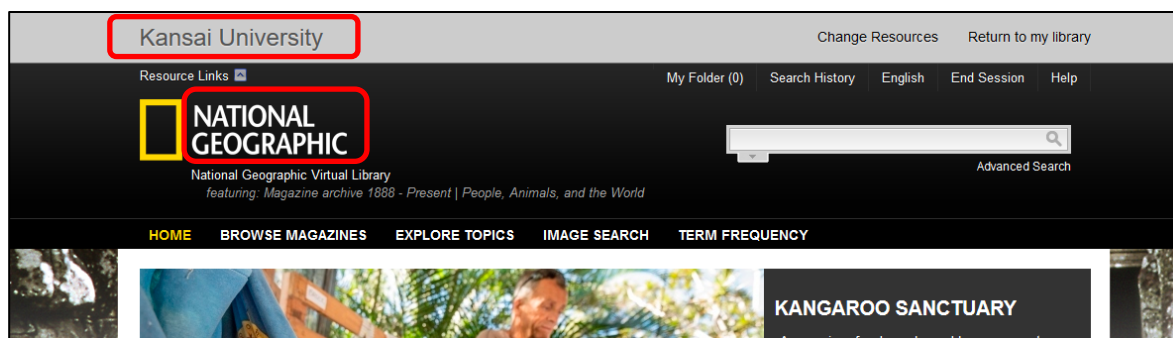 Kansai University
Change Resources Return to my library
Resource Links
My Folder (0) Search History English End Session Help
NATIONAL
GEOGRAPHIC
National Geographic Virtual Library
featuring: Magazine archive 1888 - Present | People, Animals, and the World
Advanced Search
HOME BROWSE MAGAZINES EXPLORE TOPICS IMAGE SEARCH TERM FREQUENCY
KANGAROO SANCTUARY